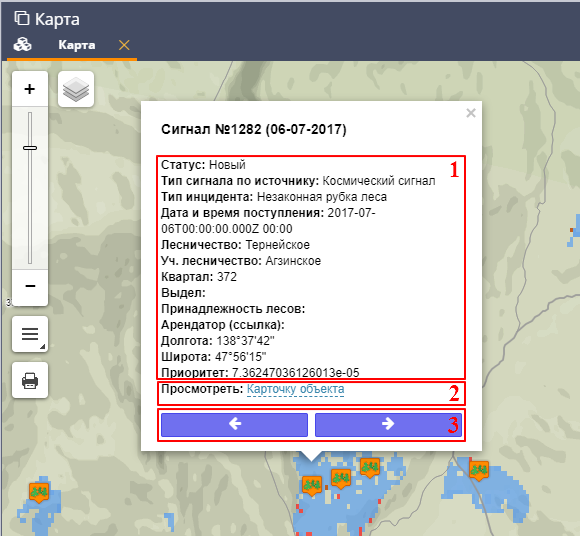 Карта
Карта
Сигнал №1282 (06-07-2017)
Статус: Новый
1
Тип сигнала по источнику: Космический сигнал
Тип инцидента: Незаконная рубка леса
Дата и время поступления: 2017-07-
06T00:00:00.000Z 00:00
Лесничество: Тернейское
Уч. лесничество: Агзинское
Квартал: 372
Выдел:
Принадлежность лесов:
Арендатор (ссылка):
Долгота: 138°37'42"
Широта: 47°56'15"
Приоритет: 7.36247036126013e-05
Просмотреть: Карточку объекта
2
3